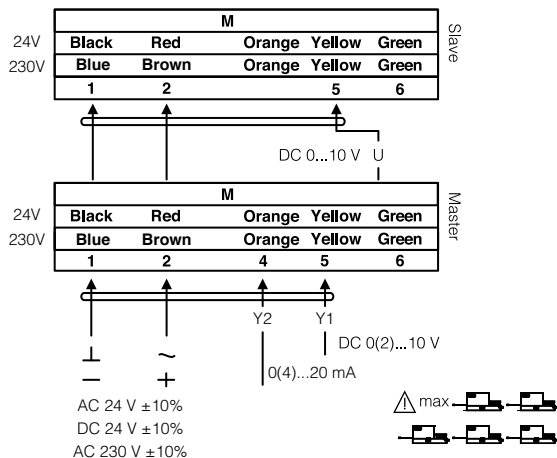 M
24V Black Red Orange Yellow Green
230V Blue Brown Orange Yellow Green
1 2 5 6
Slave
DC 0...10 V U
M
24V Black Red Orange Yellow Green
230V Blue Brown Orange Yellow Green
1 2 4 5 6
Master
Y2 Y1
⊥ ~
DC 0(2)...10 V
− +
0(4)...20 mA
AC 24 V ±10%
DC 24 V ±10%
AC 230 V ±10%
max